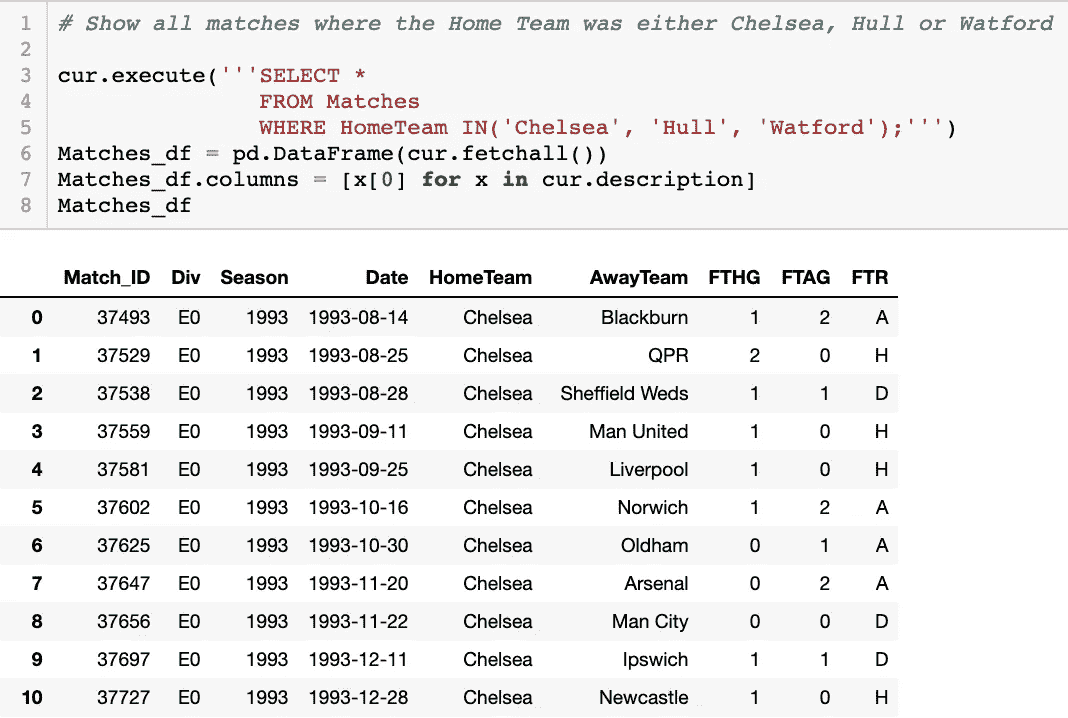 1 # Show all matches where the Home Team was either Chelsea, Hull or Watford
2
3 cur.execute('''SELECT *
4 FROM Matches
5 WHERE HomeTeam IN('Chelsea', 'Hull', 'Watford');''')
6 Matches_df = pd.DataFrame(cur.fetchall())
7 Matches_df.columns = [x[0] for x in cur.description]
8 Matches_df
Match_ID Div Season Date HomeTeam AwayTeam FTHG FTAG FTR
0 37493 E0 1993 1993-08-14 Chelsea Blackburn 1 2 A
1 37529 E0 1993 1993-08-25 Chelsea QPR 2 0 H
2 37538 E0 1993 1993-08-28 Chelsea Sheffield Weds 1 1 D
3 37559 E0 1993 1993-09-11 Chelsea Man United 1 0 H
4 37581 E0 1993 1993-09-25 Chelsea Liverpool 1 0 H
5 37602 E0 1993 1993-10-16 Chelsea Norwich 1 2 A
6 37625 E0 1993 1993-10-30 Chelsea Oldham 0 1 A
7 37647 E0 1993 1993-11-20 Chelsea Arsenal 0 2 A
8 37656 E0 1993 1993-11-22 Chelsea Man City 0 0 D
9 37697 E0 1993 1993-12-11 Chelsea Ipswich 1 1 D
10 37727 E0 1993 1993-12-28 Chelsea Newcastle 1 0 H